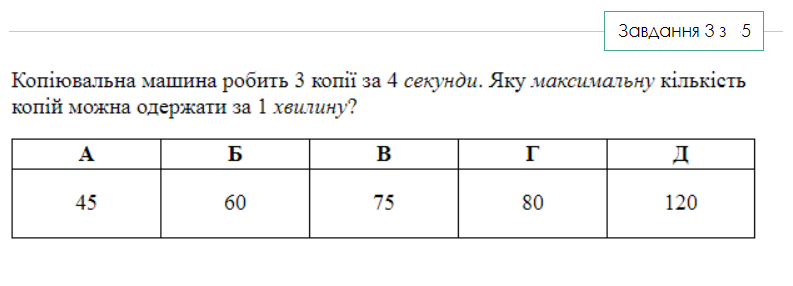 Завдання 3 з 5
Копіювальна машина робить 3 копії за 4 секунди. Яку максимальну кількість
копій можна одержати за 1 хвилину?
А Б В Г Д
45 60 75 80 120